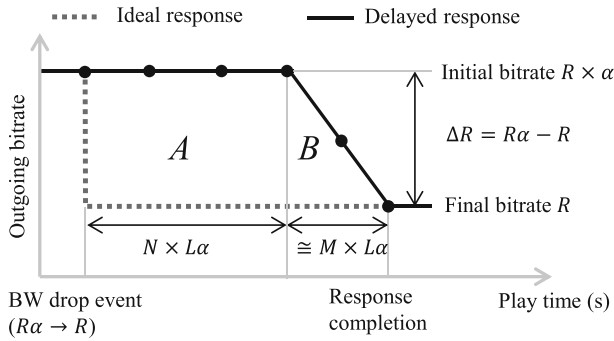 Ideal response
Delayed response
Outgoing bitrate
Initial bitrate R × α
A
B
ΔR = Rα − R
Final bitrate R
N × Lα
≅ M × Lα
BW drop event
(Rα → R)
Response
completion
Play time (s)